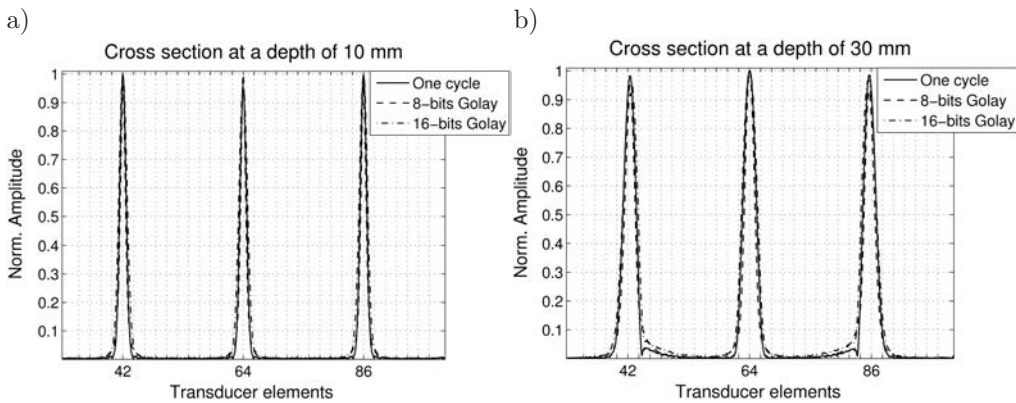 a)
Cross section at a depth of 10 mm
One cycle
8-bits Golay
16-bits Golay
1
0.9
0.8
0.7
0.6
0.5
0.4
0.3
0.2
0.1
Norm. Amplitude
42 64 86
Transducer elements
b)
Cross section at a depth of 30 mm
One cycle
8-bits Golay
16-bits Golay
1
0.9
0.8
0.7
0.6
0.5
0.4
0.3
0.2
0.1
Norm. Amplitude
42 64 86
Transducer elements